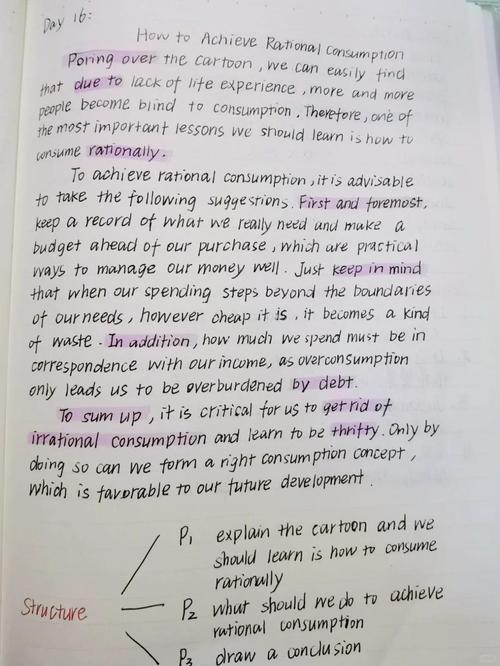 Day 16:
How to Achieve Rational Consumption
Poring over the cartoon, we can easily find
that due to lack of life experience, more and more
people become blind to consumption. Therefore, one of
the most important lessons we should learn is how to
consume rationally.
To achieve rational consumption, it is advisable
to take the following suggestions. First and foremost,
keep a record of what we really need and make a
budget ahead of our purchase, which are practical
ways to manage our money well. Just keep in mind
that when our spending steps beyond the boundaries
of our needs, however cheap it is, it becomes a kind
of waste. In addition, how much we spend must be in
correspondence with our income, as overconsumption
only leads us to be overburdened by debt.
To sum up, it is critical for us to get rid of
irrational consumption and learn to be thrifty. Only by
doing so can we form a right consumption concept,
which is favorable to our future development.
Structure
P1 explain the cartoon and we
should learn is how to consume
rationally
P2 what should we do to achieve
rational consumption
P3 draw a conclusion